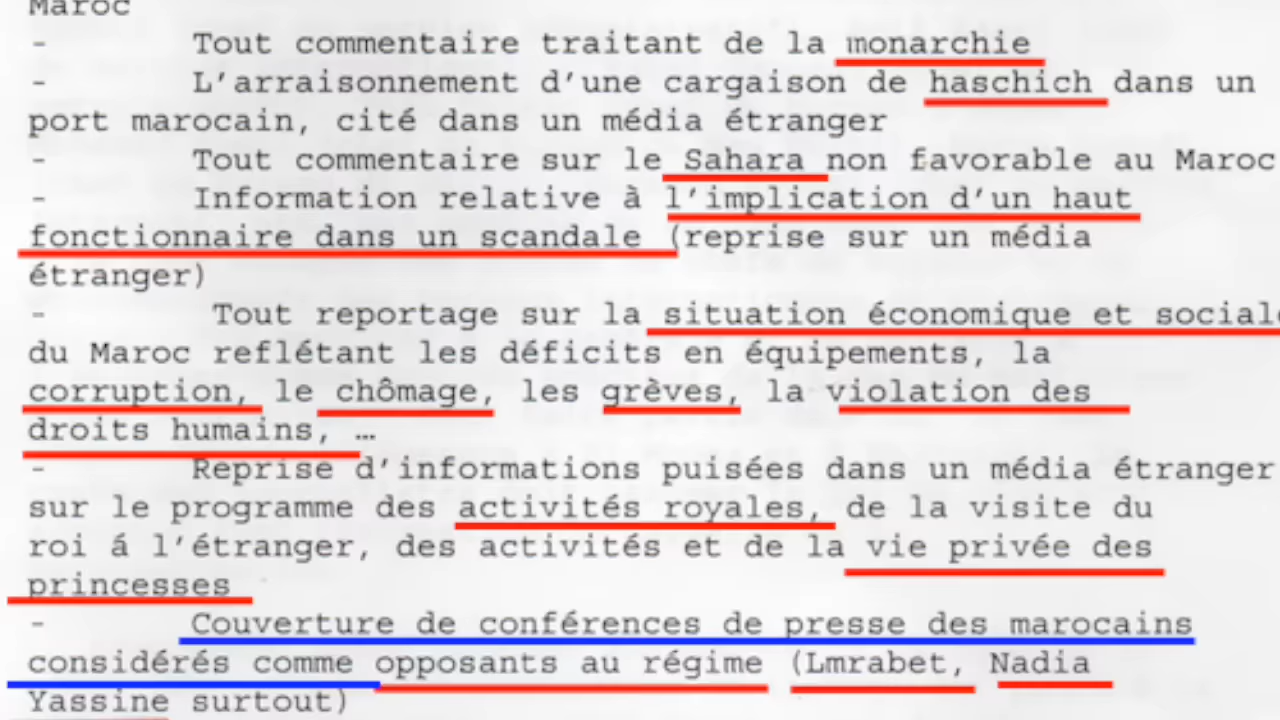 Maroc
- Tout commentaire traitant de la monarchie
- L'arraisonnement d'une cargaison de haschich dans un
port marocain, cité dans un média étranger
- Tout commentaire sur le Sahara non favorable au Maroc
- Information relative à l'implication d'un haut
fonctionnaire dans un scandale (reprise sur un média
étranger)
- Tout reportage sur la situation économique et sociale
du Maroc reflétant les déficits en équipements, la
corruption, le chômage, les grèves, la violation des
droits humains, …
- Reprise d'informations puisées dans un média étranger
sur le programme des activités royales, de la visite du
roi á l'étranger, des activités et de la vie privée des
princesses
- Couverture de conférences de presse des marocains
considérés comme opposants au régime (Lmrabet, Nadia
Yassine surtout)